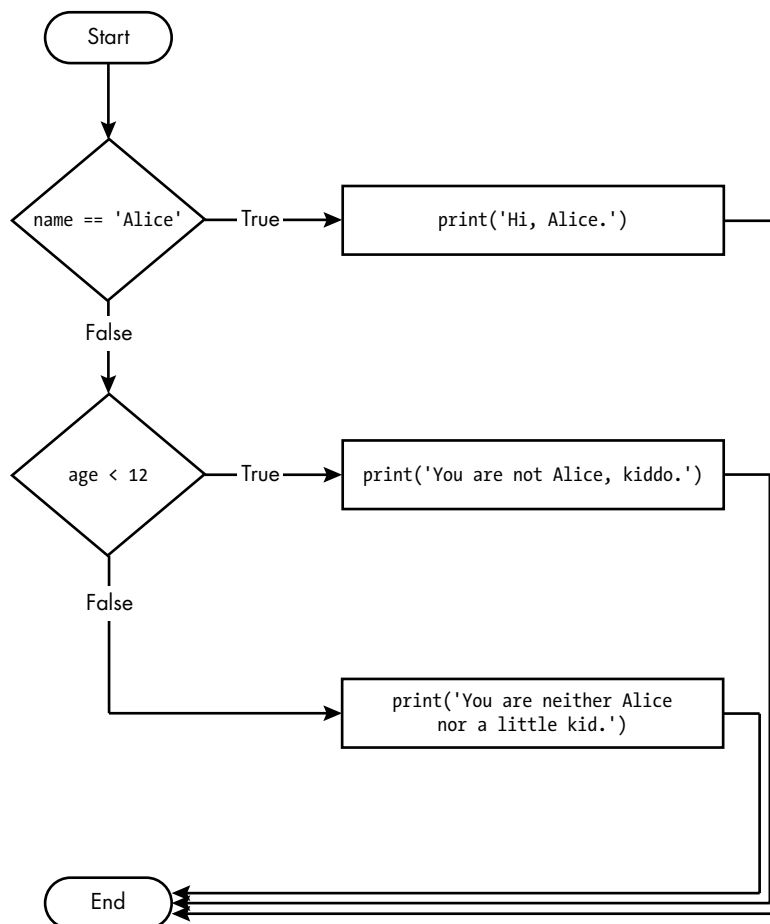 Start
name == 'Alice'
True
print('Hi, Alice.')
False
age < 12
True
print('You are not Alice, kiddo.')
False
print('You are neither Alice
nor a little kid.')
End